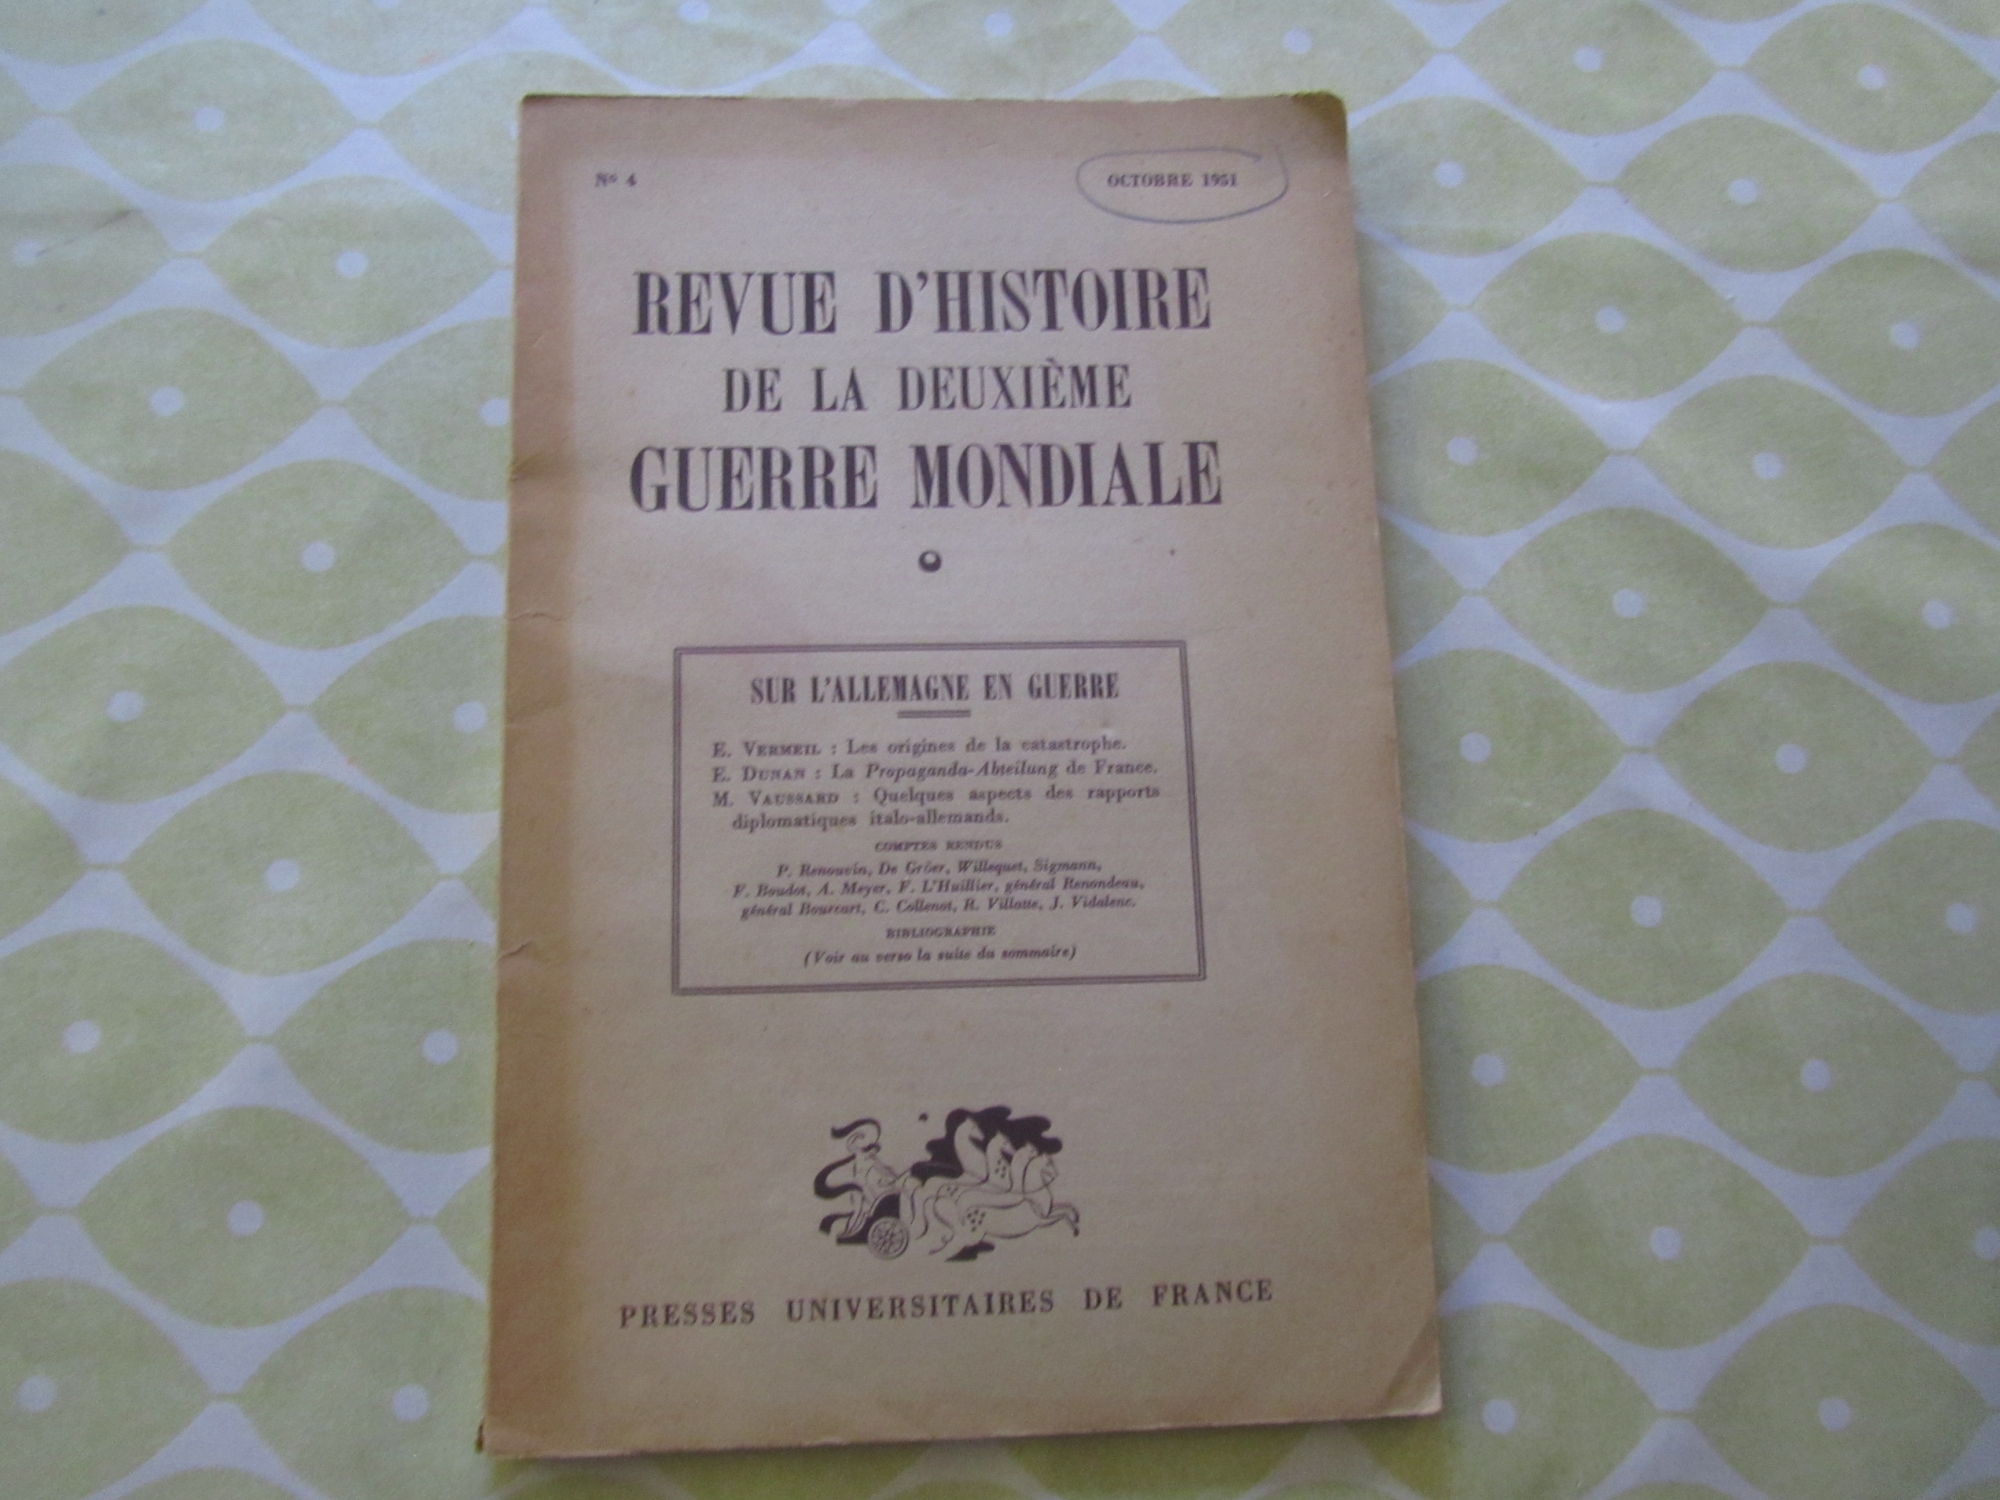 Nº 4
OCTOBRE 1951
REVUE D'HISTOIRE
DE LA DEUXIÈME
GUERRE MONDIALE
SUR L'ALLEMAGNE EN GUERRE
E. VERMEIL : Les origines de la catastrophe.
E. DUNAN : La Propaganda-Abteilung de France.
M. VAUSSARD : Quelques aspects des rapports
diplomatiques italo-allemands.
COMPTES RENDUS
P. Renouvin, De Gröer, Willequet, Sigmann,
F. Boudot, A. Meyer, F. L'Huillier, général Renondeau,
général Bourcart, C. Collenot, R. Villatte, J. Vidalenc.
BIBLIOGRAPHIE
(Voir au verso la suite du sommaire)
PRESSES UNIVERSITAIRES DE FRANCE